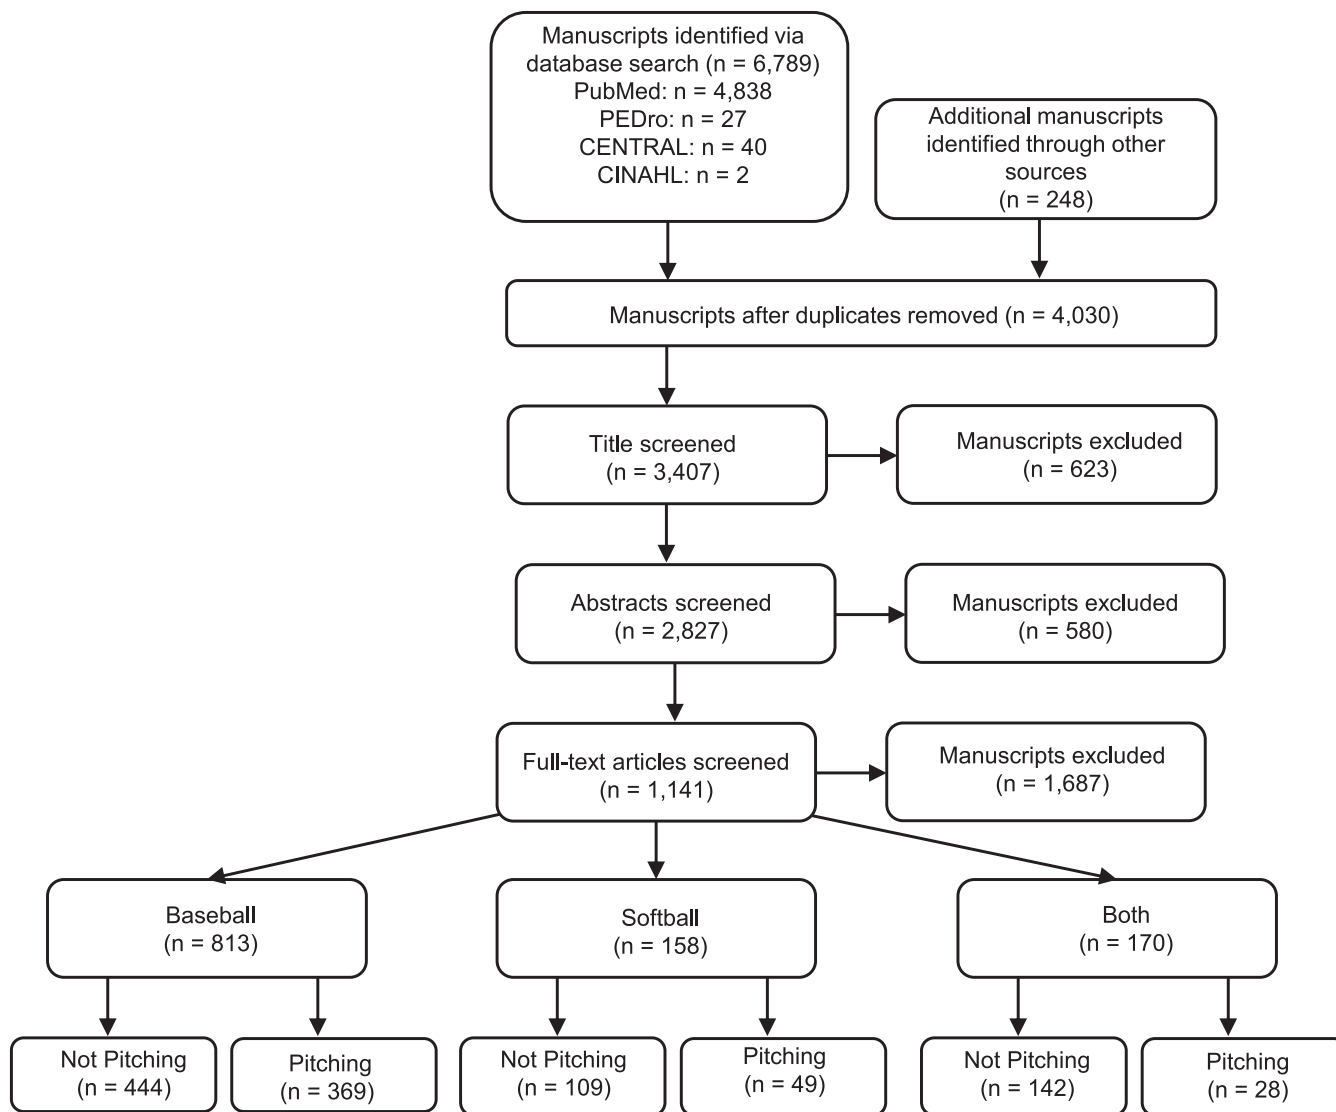 Manuscripts identified via
database search (n = 6,789)
PubMed: n = 4,838
PEDro: n = 27
CENTRAL: n = 40
CINAHL: n = 2
Additional manuscripts
identified through other
sources
(n = 248)
Manuscripts after duplicates removed (n = 4,030)
Title screened
(n = 3,407)
Manuscripts excluded
(n = 623)
Abstracts screened
(n = 2,827)
Manuscripts excluded
(n = 580)
Full-text articles screened
(n = 1,141)
Manuscripts excluded
(n = 1,687)
Baseball
(n = 813)
Softball
(n = 158)
Both
(n = 170)
Not Pitching
(n = 444)
Pitching
(n = 369)
Not Pitching
(n = 109)
Pitching
(n = 49)
Not Pitching
(n = 142)
Pitching
(n = 28)